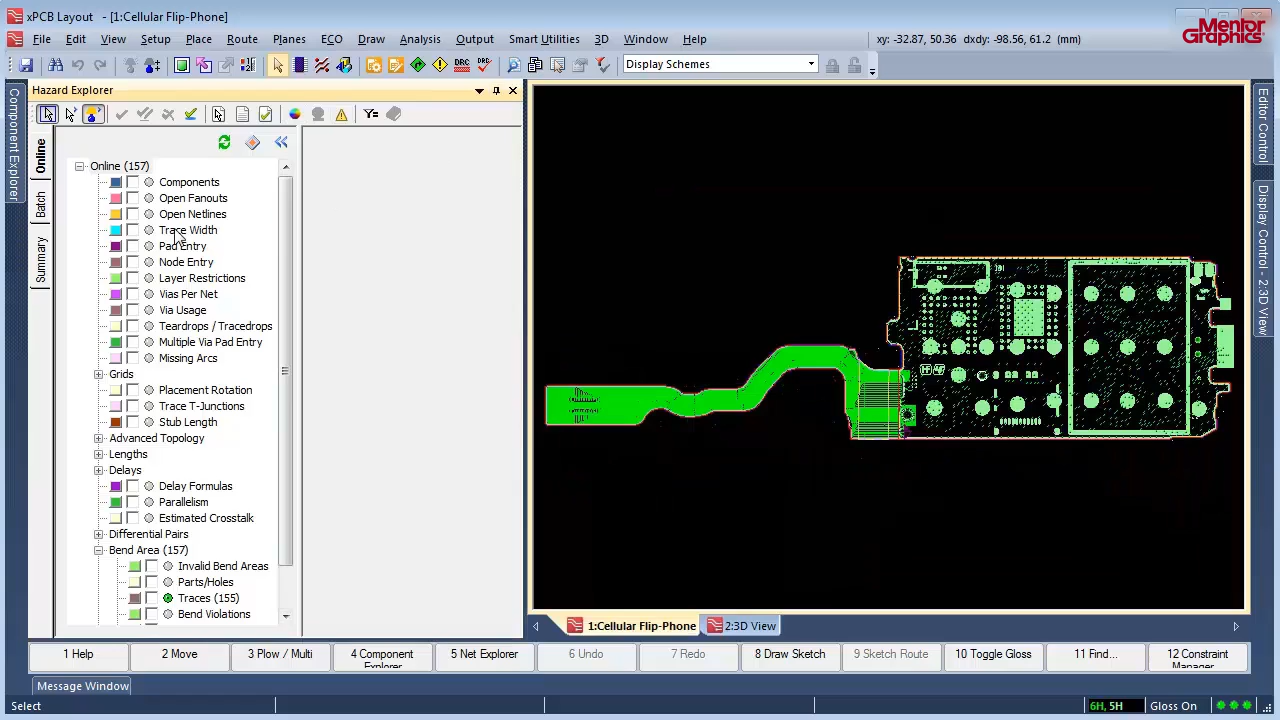 xPCB Layout - [1:Cellular Flip-Phone]
File Edit View Setup Place Route Planes ECO Draw Analysis Output Smart Utilities 3D Window Help
xy: -32.87, 50.36 dxdy: -98.56, 61.2 (mm)
Mentor
Graphics
Display Schemes
DRC DRC
Hazard Explorer
Y=
Component Explorer
Online
Batch
Summary
Online (157)
Components
Open Fanouts
Open Netlines
Trace Width
Pad Entry
Node Entry
Layer Restrictions
Vias Per Net
Via Usage
Teardrops / Tracedrops
Multiple Via Pad Entry
Missing Arcs
Grids
Placement Rotation
Trace T-Junctions
Stub Length
Advanced Topology
Lengths
Delays
Delay Formulas
Parallelism
Estimated Crosstalk
Differential Pairs
Bend Area (157)
Invalid Bend Areas
Parts/Holes
Traces (155)
Bend Violations
Editor Control
Display Control - 2:3D View
1:Cellular Flip-Phone 2:3D View
1 Help 2 Move 3 Plow / Multi 4 Component Explorer 5 Net Explorer 6 Undo 7 Redo 8 Draw Sketch 9 Sketch Route 10 Toggle Gloss 11 Find... 12 Constraint Manager
Message Window
Select 6H, 5H Gloss On